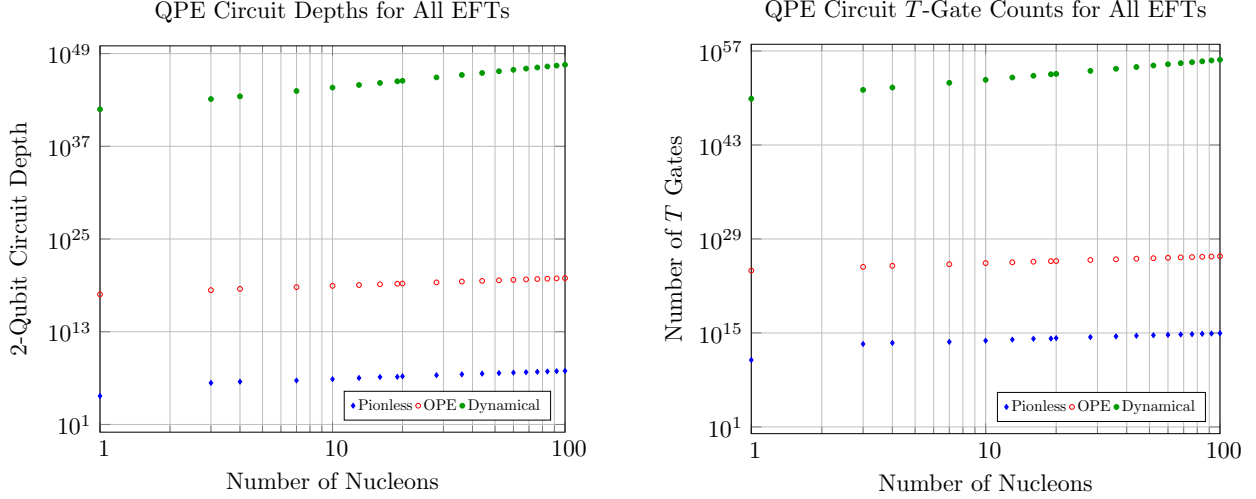 QPE Circuit Depths for All EFTs
2-Qubit Circuit Depth
10^49
10^37
10^25
10^13
10^1
Pionless OPE Dynamical
1 10 100
Number of Nucleons
QPE Circuit T-Gate Counts for All EFTs
Number of T Gates
10^57
10^43
10^29
10^15
10^1
Pionless OPE Dynamical
1 10 100
Number of Nucleons